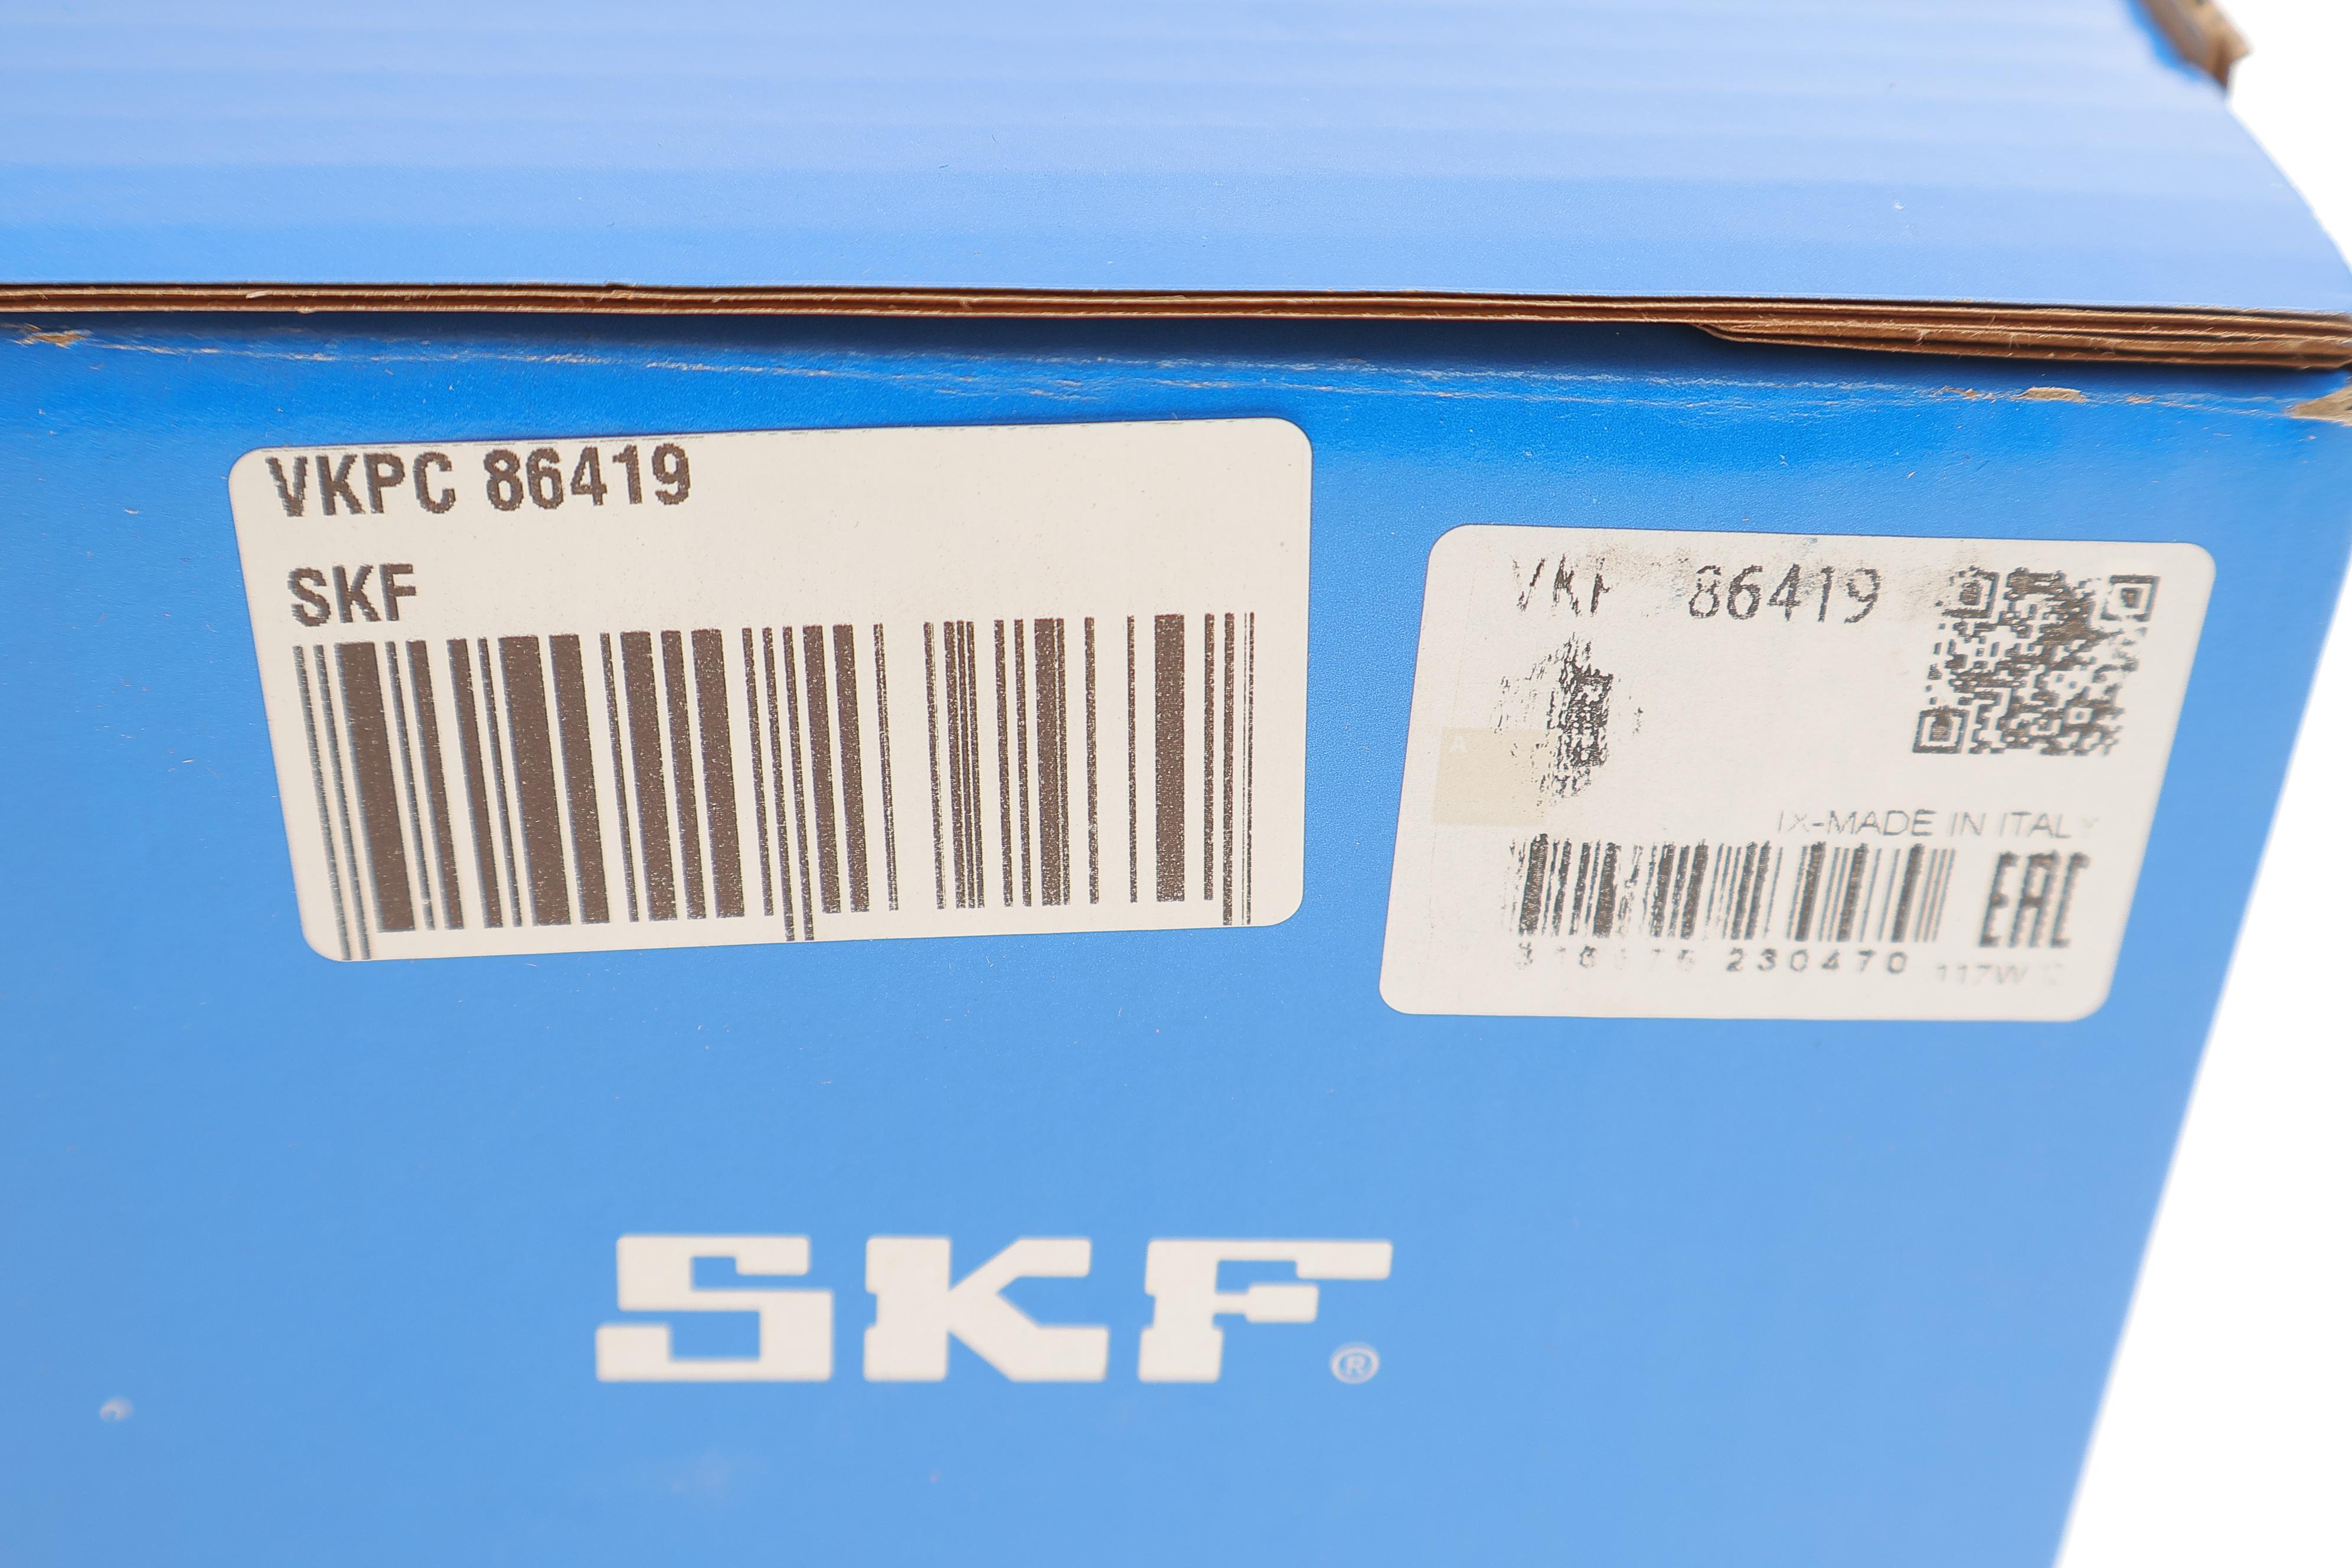 VKPC 86419
SKF
86419
IX-MADE IN ITALY
EAC
230470
SKF®